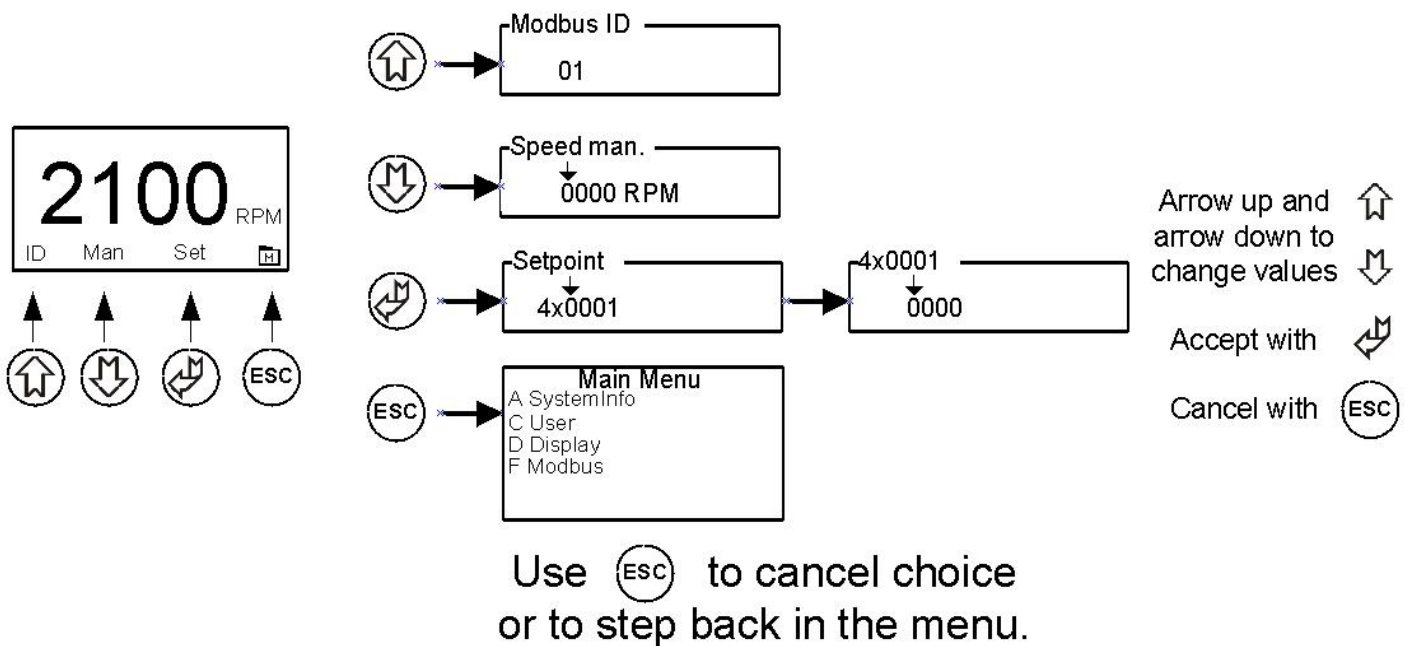 2100 RPM
ID Man Set M
ESC
Modbus ID
01
Speed man.
0000 RPM
Setpoint
4x0001
4x0001
0000
ESC
Main Menu
A SystemInfo
C User
D Display
F Modbus
Arrow up and
arrow down to
change values
Accept with
Cancel with ESC
Use ESC to cancel choice
or to step back in the menu.